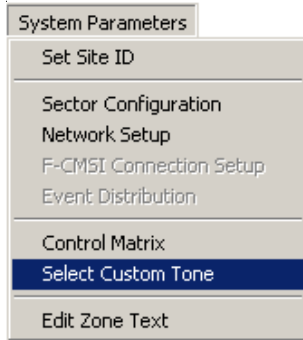 System Parameters
Set Site ID
Sector Configuration
Network Setup
F-CMSI Connection Setup
Event Distribution
Control Matrix
Select Custom Tone
Edit Zone Text